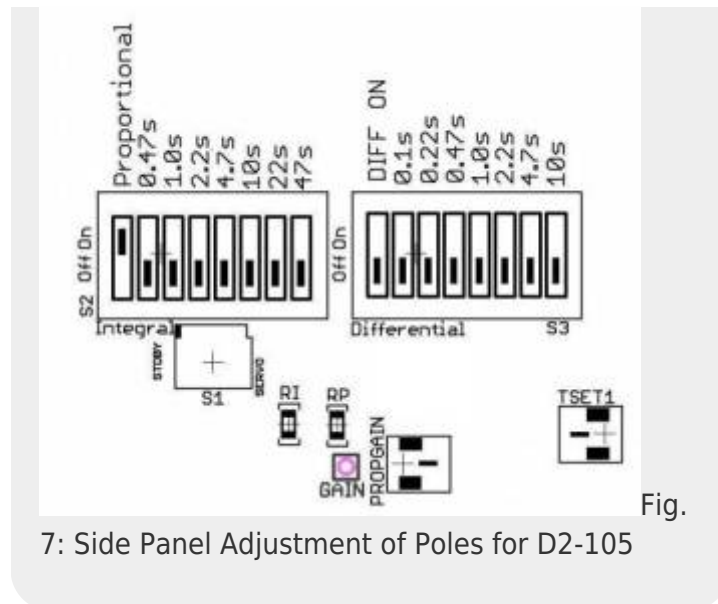 Proportional
0.47s
1.0s
2.2s
4.7s
10s
22s
47s
DIFF ON
0.1s
0.22s
0.47s
1.0s
2.2s
4.7s
10s
Off On
Off On
S2
Integral
Differential
S3
STDBY
SERVO
S1
RI
RP
TSET1
PROPGAIN
GAIN
Fig.
7: Side Panel Adjustment of Poles for D2-105